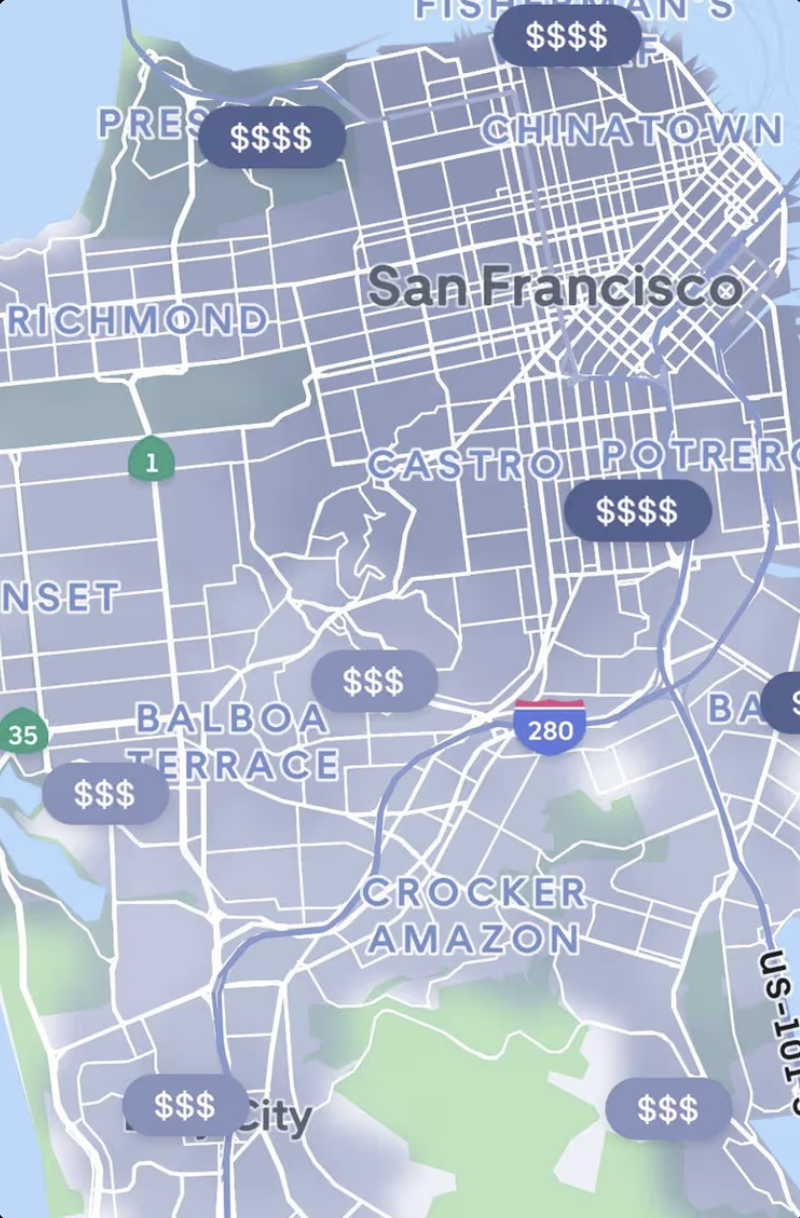 FISHERMAN'S
$$$$
F
PRES
$$$$
CHINATOWN
San Francisco
RICHMOND
1
CASTRO
POTRERO
$$$$
NSET
$$$
BALBOA
TERRACE
35
280
BA
$
$$$
CROCKER
AMAZON
US-101 S
$$$
City
$$$